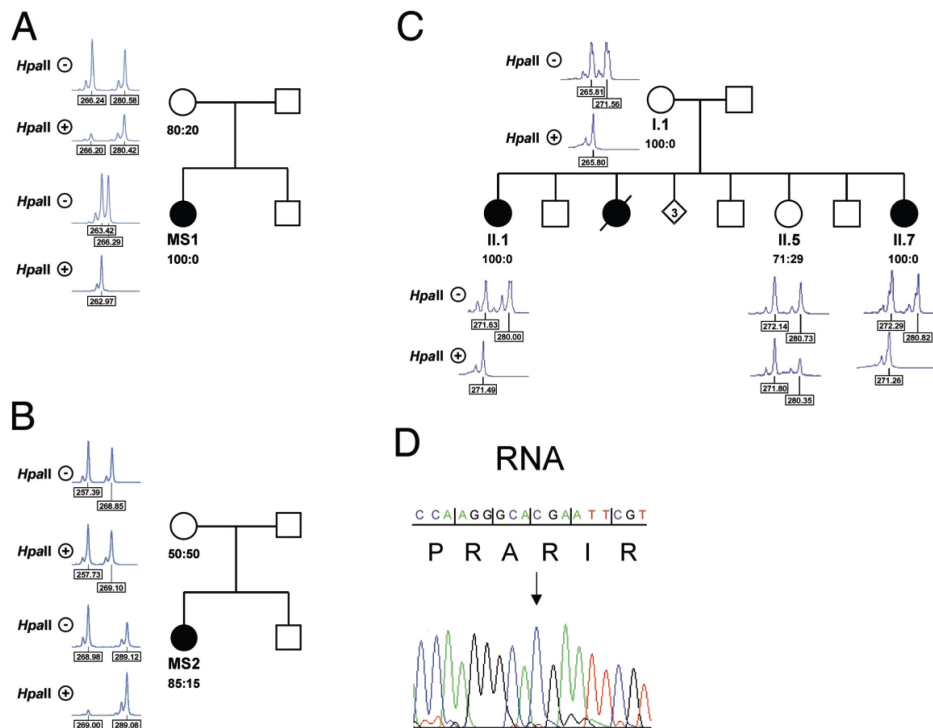 A
HpaII -
266.24 280.58
80:20
HpaII +
266.20 280.42
HpaII -
263.42
266.29
MS1
100:0
HpaII +
262.97
B
HpaII -
257.39
268.85
50:50
HpaII +
257.73
269.10
HpaII -
268.98 289.12
MS2
85:15
HpaII +
269.00 289.08
C
HpaII -
265.81
271.56
I.1
100:0
HpaII +
265.80
3
II.1 II.5 II.7
100:0 71:29 100:0
HpaII -
271.63 280.00 272.14 280.73 272.29 280.82
HpaII +
271.49 271.80 280.35 271.26
D
RNA
C C A A G G G C A C G A A T T C G T
P R A R I R